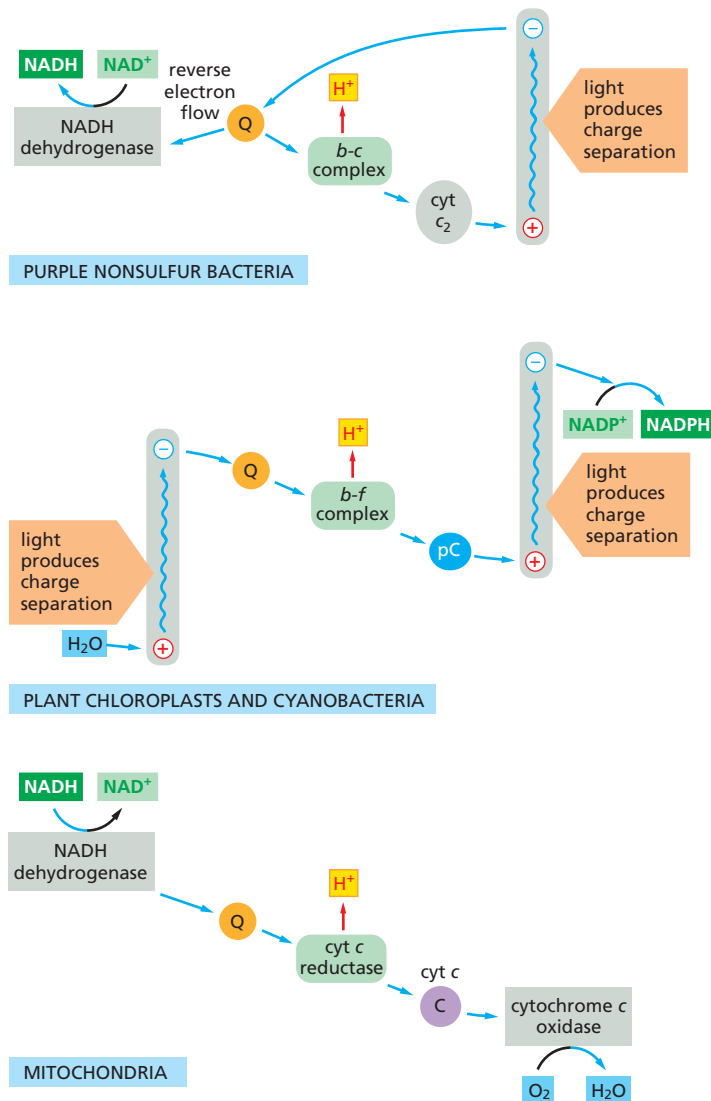 NADH
NAD⁺
reverse
electron
flow
NADH
dehydrogenase
Q
H⁺
b-c
complex
cyt
c₂
−
+
light
produces
charge
separation
PURPLE NONSULFUR BACTERIA
light
produces
charge
separation
H₂O
−
+
Q
H⁺
b-f
complex
pC
−
+
NADP⁺
NADPH
light
produces
charge
separation
PLANT CHLOROPLASTS AND CYANOBACTERIA
NADH
NAD⁺
NADH
dehydrogenase
Q
H⁺
cyt c
reductase
cyt c
C
cytochrome c
oxidase
O₂
H₂O
MITOCHONDRIA